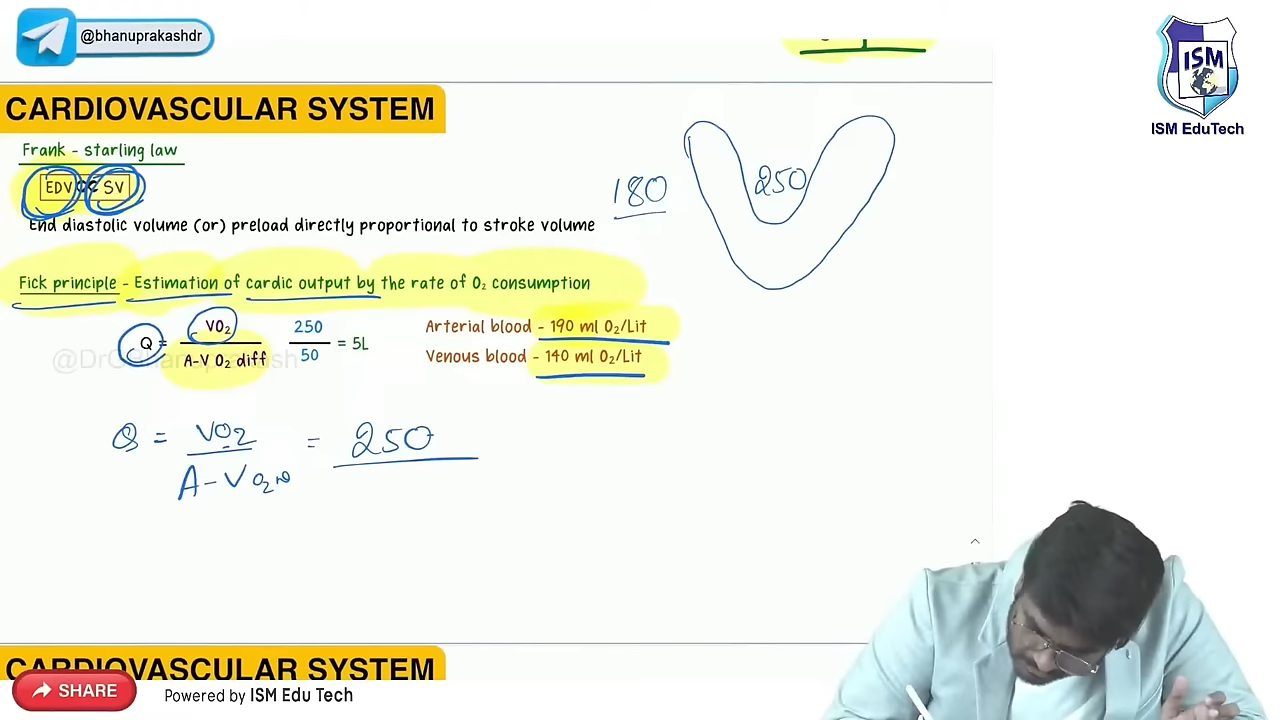 @bhanuprakashdr
ISM
ISM EduTech
CARDIOVASCULAR SYSTEM
Frank - starling law
EDV ∝ SV
End diastolic volume (or) preload directly proportional to stroke volume
180
250
Fick principle - Estimation of cardic output by the rate of O₂ consumption
Q = VO₂ / A-V O₂ diff 250 / 50 = 5L
Arterial blood - 190 ml O₂/Lit
Venous blood - 140 ml O₂/Lit
Q = VO2 / A-V O2 = 250
CARDIOVASCULAR SYSTEM
SHARE
Powered by ISM Edu Tech